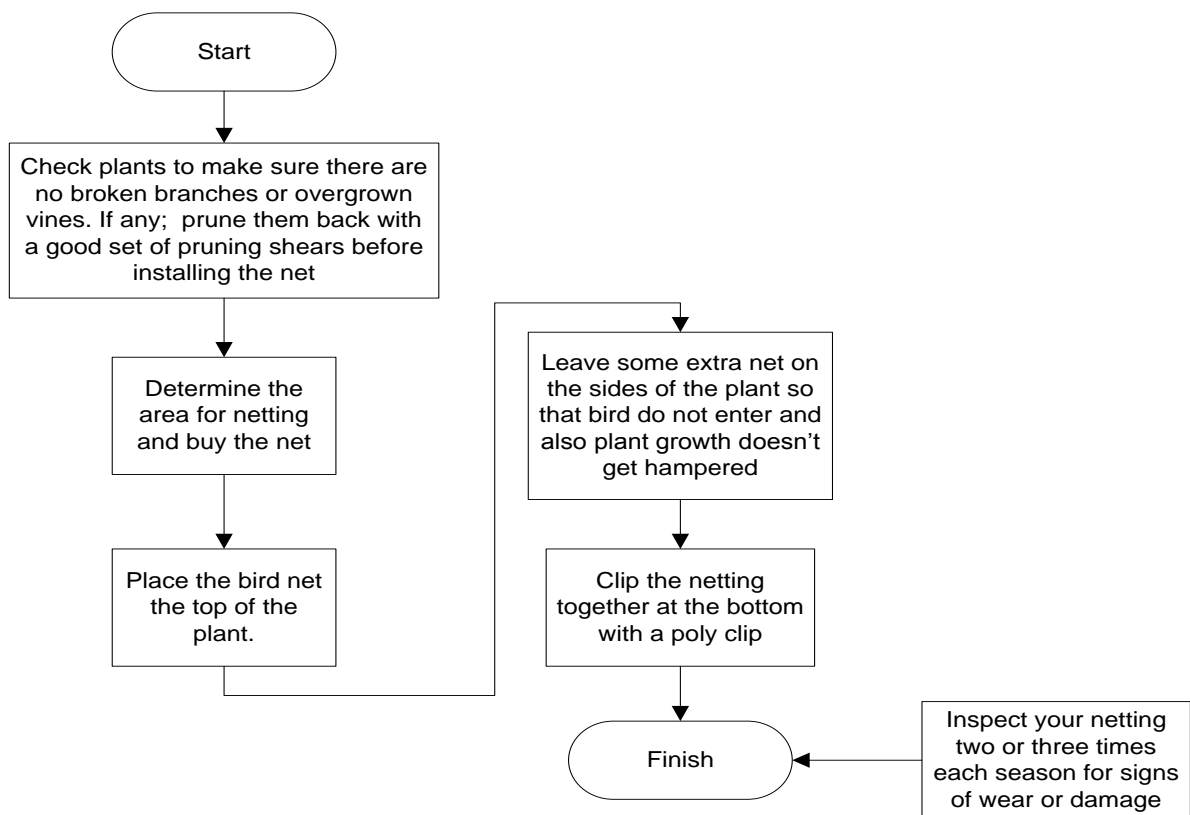 Start
Check plants to make sure there are
no broken branches or overgrown
vines. If any;  prune them back with
a good set of pruning shears before
installing the net
Determine the
area for netting
and buy the net
Place the bird net
the top of the
plant.
Leave some extra net on
the sides of the plant so
that bird do not enter and
also plant growth doesn’t
get hampered
Clip the netting
together at the bottom
with a poly clip
Finish
Inspect your netting
two or three times
each season for signs
of wear or damage